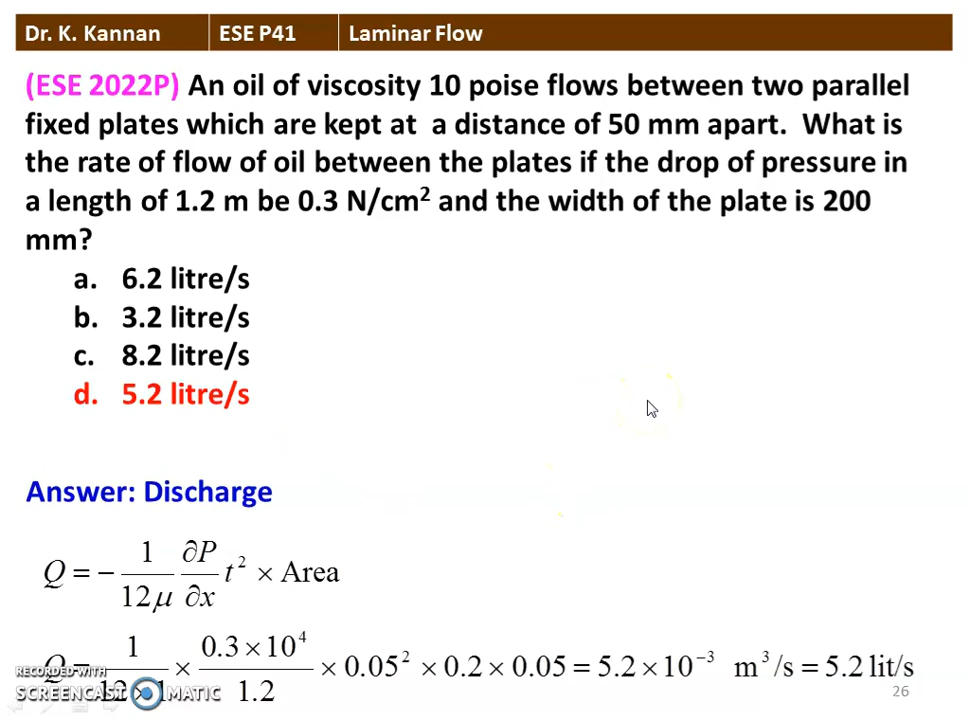 Dr. K. Kannan ESE P41 Laminar Flow
(ESE 2022P) An oil of viscosity 10 poise flows between two parallel
fixed plates which are kept at a distance of 50 mm apart. What is
the rate of flow of oil between the plates if the drop of pressure in
a length of 1.2 m be 0.3 N/cm² and the width of the plate is 200
mm?
a. 6.2 litre/s
b. 3.2 litre/s
c. 8.2 litre/s
d. 5.2 litre/s
Answer: Discharge
Q = − 1/12μ ∂P/∂x t² × Area
Q = 1/12×1 × 0.3×10⁴/1.2 × 0.05² × 0.2 × 0.05 = 5.2 × 10⁻³ m³/s = 5.2 lit/s
RECORDED WITH
SCREENCAST MATIC
26